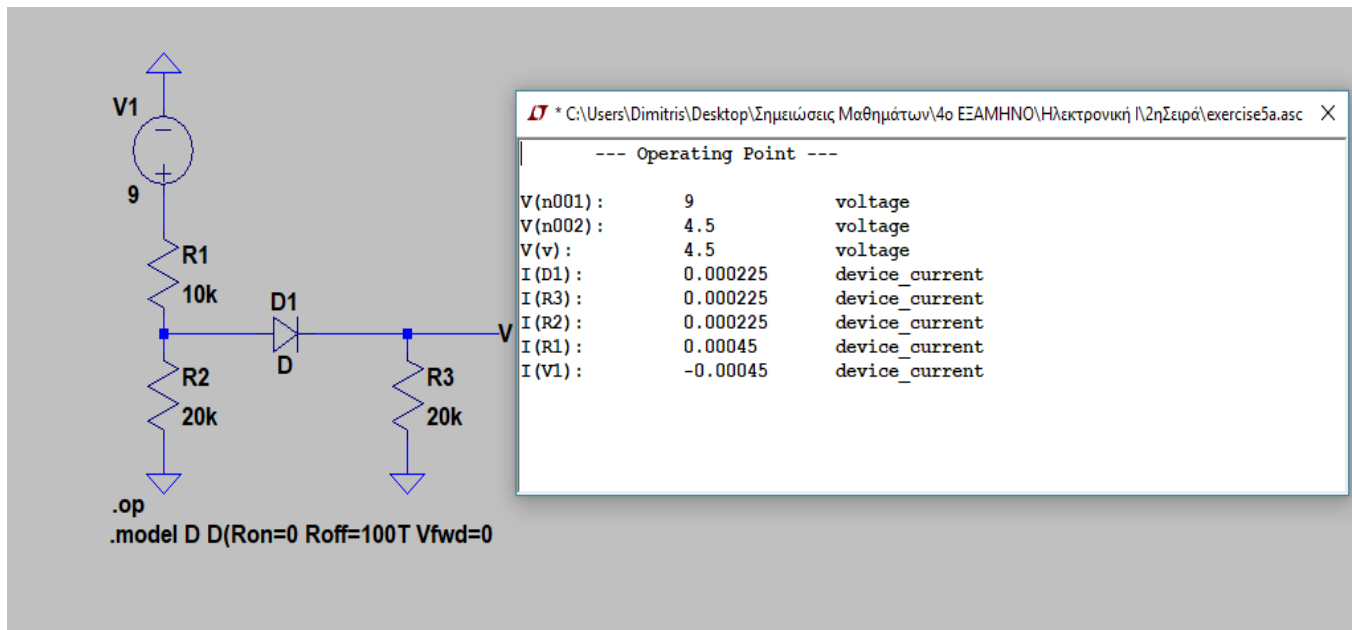 V1
9
R1
10k
D1
D
V
R2
20k
R3
20k
.op
.model D D(Ron=0 Roff=100T Vfwd=0
* C:\Users\Dimitris\Desktop\Σημειώσεις Μαθημάτων\4ο ΕΞΑΜΗΝΟ\Ηλεκτρονική Ι\2ηΣειρά\exercise5a.asc
--- Operating Point ---
V(n001): 9 voltage
V(n002): 4.5 voltage
V(v): 4.5 voltage
I(D1): 0.000225 device_current
I(R3): 0.000225 device_current
I(R2): 0.000225 device_current
I(R1): 0.00045 device_current
I(V1): -0.00045 device_current